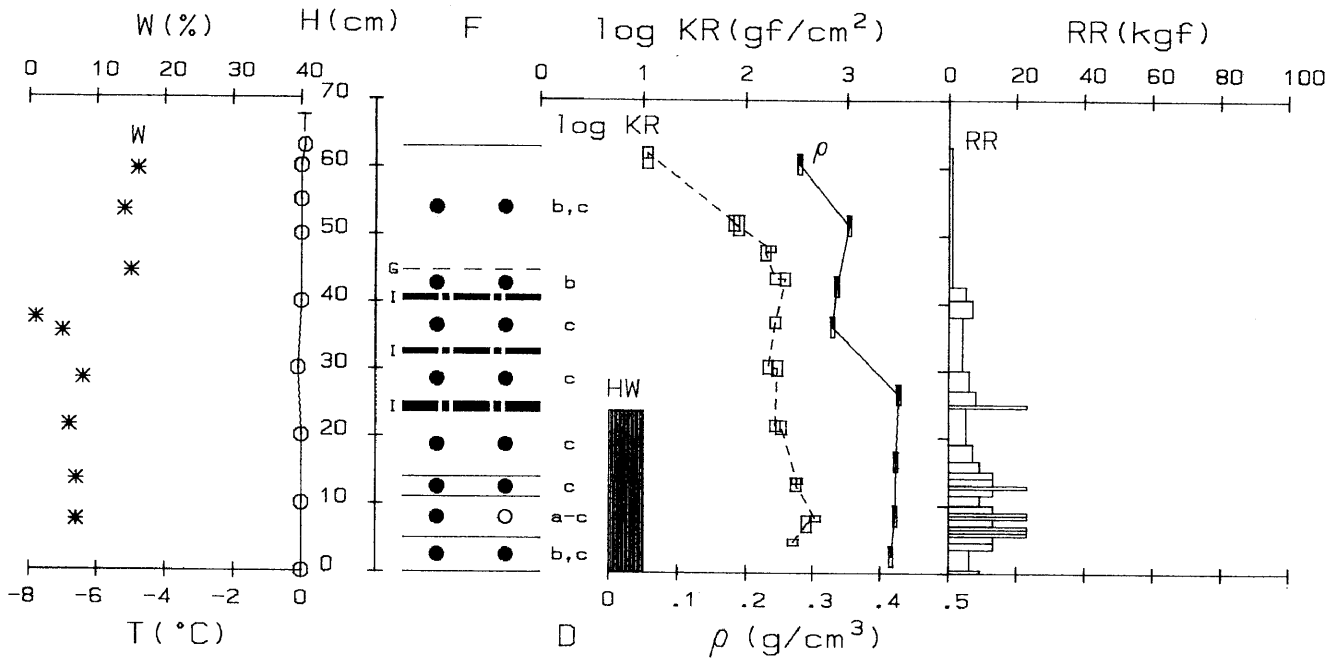 W(%) H(cm) F log KR(gf/cm²) RR(kgf)
0 10 20 30 40 0 1 2 3 0 20 40 60 80 100
70
T
log KR
W RR
ρ
60
b,c
50
G
b
I
40
c
I
30
c
HW
I
20
c
c
10
a-c
b,c
0
-8 -6 -4 -2 0 0 .1 .2 .3 .4 .5
T(°C) D ρ(g/cm³)